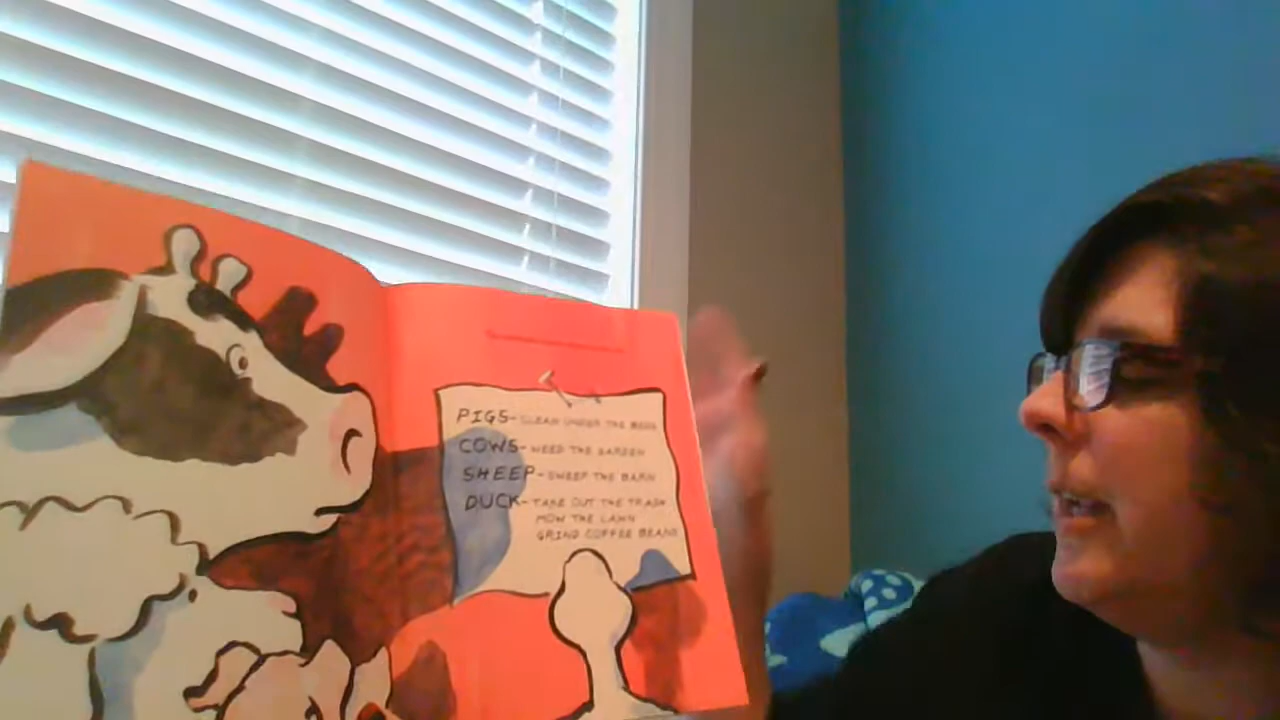 PIGS-CLEAN UNDER THE BEDS
COWS-WEED THE GARDEN
SHEEP-SWEEP THE BARN
DUCK-TAKE OUT THE TRASH
MOW THE LAWN
GRIND COFFEE BEANS